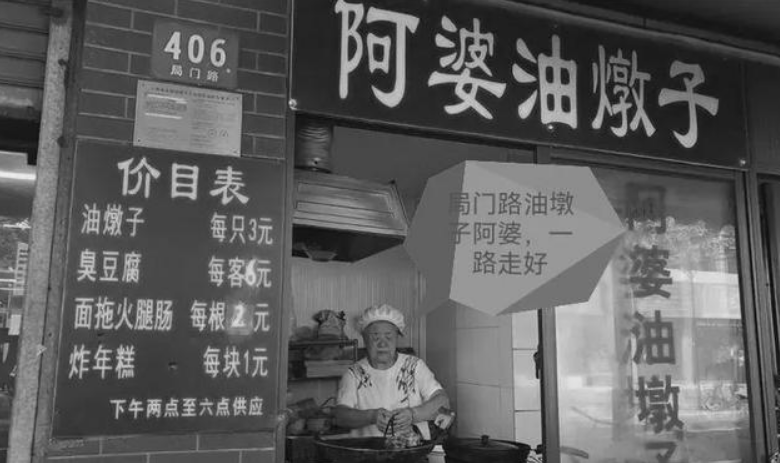 阿婆油燉子
406
局门路
价目表
油燉子 每只3元
臭豆腐 每客6元
面拖火腿肠 每根2元
炸年糕 每块1元
下午两点至六点供应
局门路油墩
子阿婆，一
路走好
阿婆油墩子